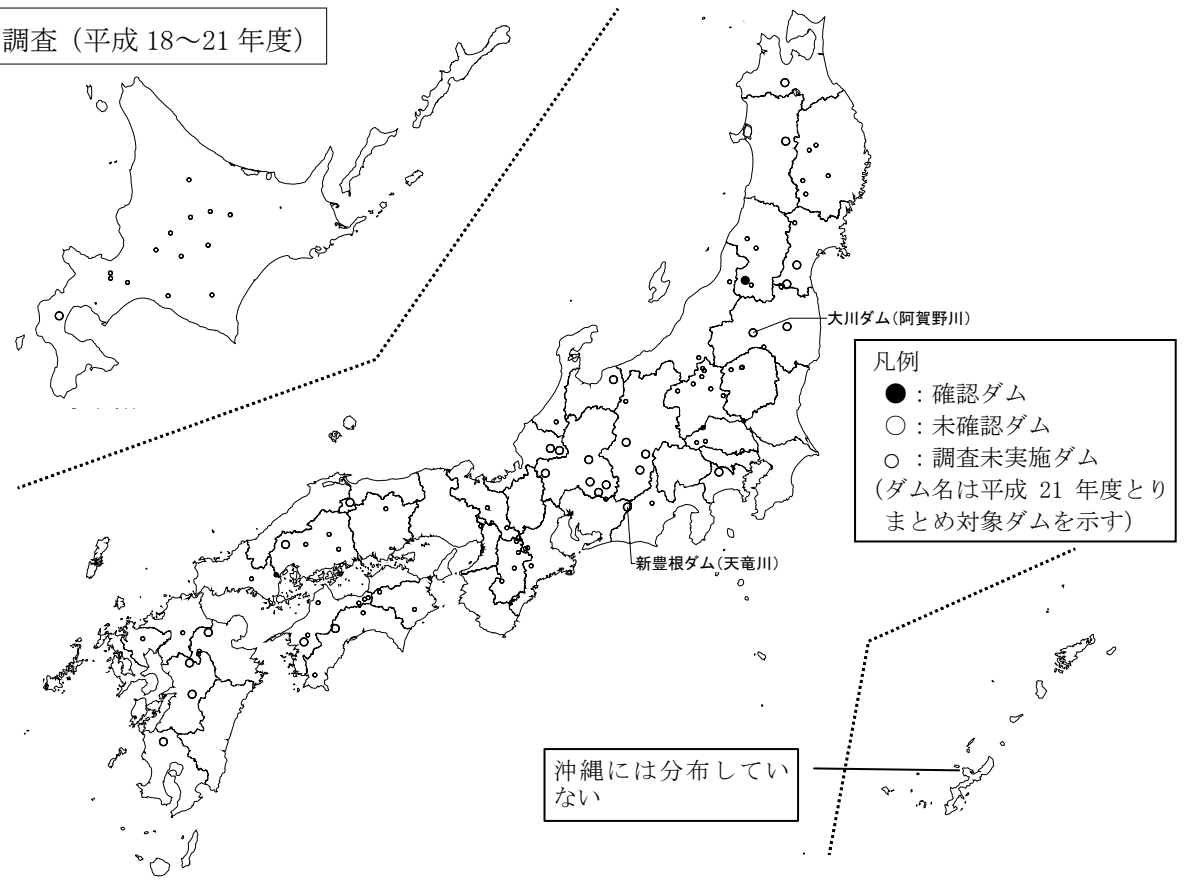 調査（平成 18～21 年度）
大川ダム(阿賀野川)
凡例
●：確認ダム
○：未確認ダム
○：調査未実施ダム
(ダム名は平成 21 年度とり
まとめ対象ダムを示す)
新豊根ダム(天竜川)
沖縄には分布してい
ない